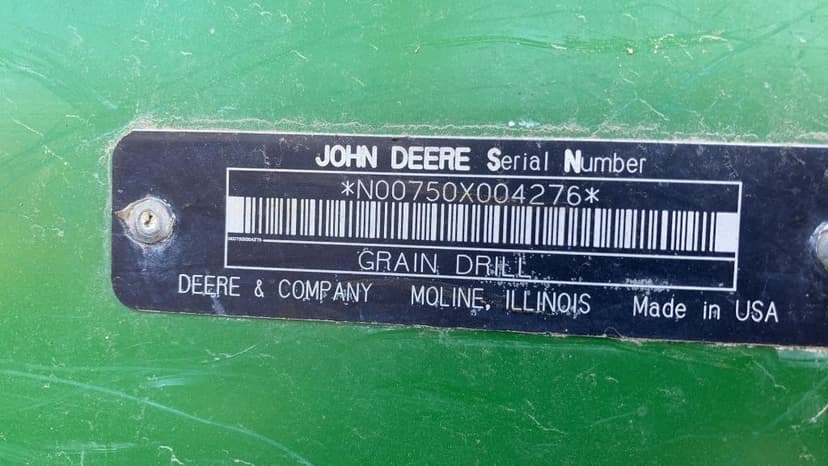 JOHN DEERE Serial Number
*N00750X004276*
GRAIN DRILL
DEERE & COMPANY MOLINE, ILLINOIS Made in USA